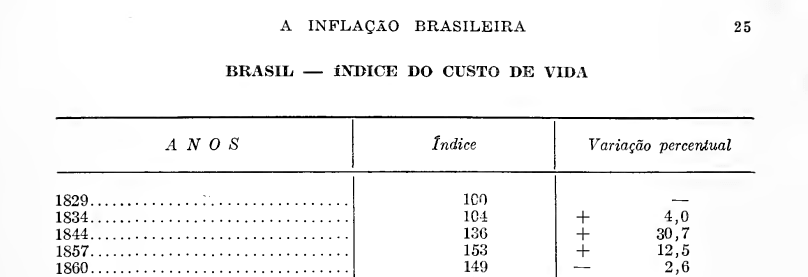 A INFLAÇÃO BRASILEIRA 25
BRASIL — ÍNDICE DO CUSTO DE VIDA
ANOS Índice Variação percentual
1829.................................. 100 —
1834.................................. 104 + 4,0
1844.................................. 136 + 30,7
1857.................................. 153 + 12,5
1860.................................. 149 — 2,6